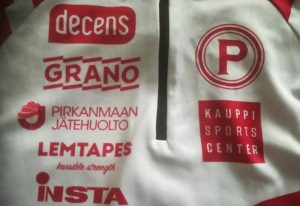 decens
GRANO
PIRKANMAAN
JÄTEHUOLTO
LEMTAPES
Invisible strength
INSTA
P
KAUPPI
SPORTS
CENTER